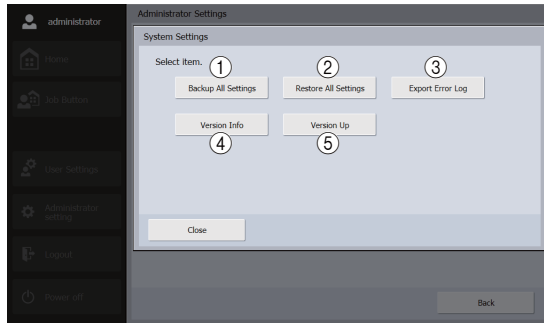 administrator
Administrator Settings
System Settings
Home
Select item.
1
2
3
Backup All Settings
Restore All Settings
Export Error Log
Job Button
Version Info
Version Up
4
5
User Settings
Administrator
setting
Close
Logout
Power off
Back